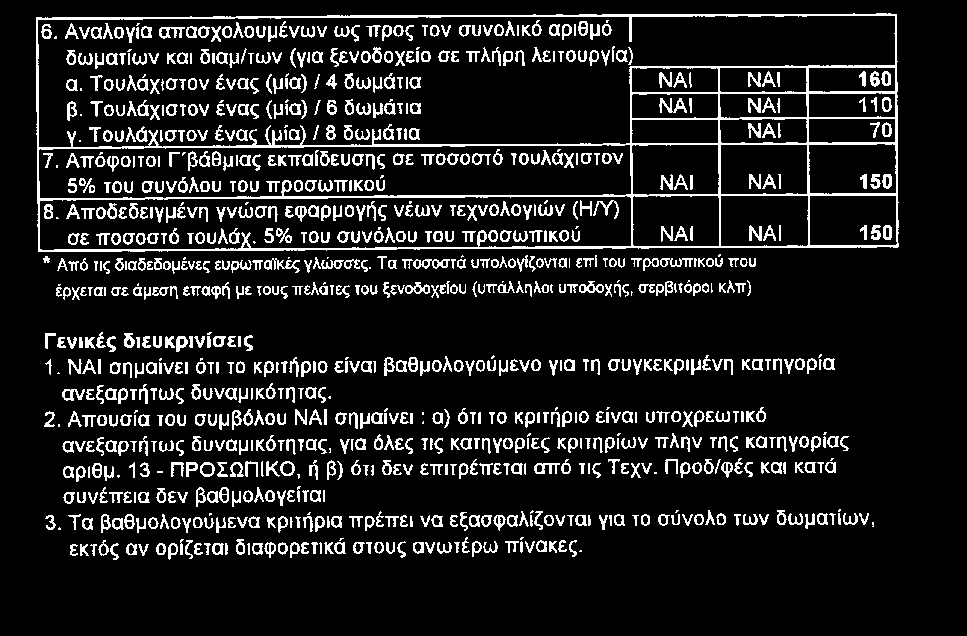 6. Αναλογία απασχολουμένων ως προς τον συνολικό αριθμό
δωματίων και διαμ/των (για ξενοδοχείο σε πλήρη λειτουργία)
α. Τουλάχιστον ένας (μία) / 4 δωμάτια ΝΑΙ ΝΑΙ 160
β. Τουλάχιστον ένας (μία) / 6 δωμάτια ΝΑΙ ΝΑΙ 110
γ. Τουλάχιστον ένας (μία) / 8 δωμάτια ΝΑΙ 70
7. Απόφοιτοι Γ΄βάθμιας εκπαίδευσης σε ποσοστό τουλάχιστον
5% του συνόλου του προσωπικού ΝΑΙ ΝΑΙ 150
8. Αποδεδειγμένη γνώση εφαρμογής νέων τεχνολογιών (Η/Υ)
σε ποσοστό τουλάχ. 5% του συνόλου του προσωπικού ΝΑΙ ΝΑΙ 150
* Από τις διαδεδομένες ευρωπαϊκές γλώσσες. Τα ποσοστά υπολογίζονται επί του προσωπικού που
έρχεται σε άμεση επαφή με τους πελάτες του ξενοδοχείου (υπάλληλοι υποδοχής, σερβιτόροι κλπ)
Γενικές διευκρινίσεις
1. ΝΑΙ σημαίνει ότι το κριτήριο είναι βαθμολογούμενο για τη συγκεκριμένη κατηγορία
ανεξαρτήτως δυναμικότητας.
2. Απουσία του συμβόλου ΝΑΙ σημαίνει : α) ότι το κριτήριο είναι υποχρεωτικό
ανεξαρτήτως δυναμικότητας, για όλες τις κατηγορίες κριτηρίων πλην της κατηγορίας
αριθμ. 13 - ΠΡΟΣΩΠΙΚΟ, ή β) ότι δεν επιτρέπεται από τις Τεχν. Προδ/φές και κατά
συνέπεια δεν βαθμολογείται
3. Τα βαθμολογούμενα κριτήρια πρέπει να εξασφαλίζονται για το σύνολο των δωματίων,
εκτός αν ορίζεται διαφορετικά στους ανωτέρω πίνακες.